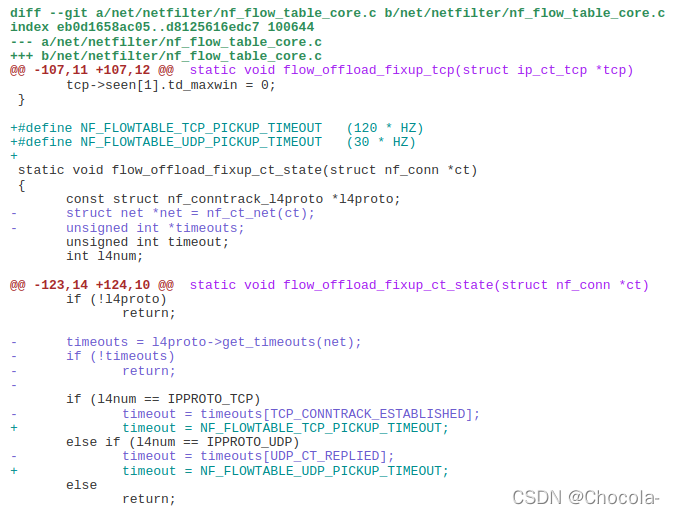 diff --git a/net/netfilter/nf_flow_table_core.c b/net/netfilter/nf_flow_table_core.c
index eb0d1658ac05..d8125616edc7 100644
--- a/net/netfilter/nf_flow_table_core.c
+++ b/net/netfilter/nf_flow_table_core.c
@@ -107,11 +107,12 @@  static void flow_offload_fixup_tcp(struct ip_ct_tcp *tcp)
       tcp->seen[1].td_maxwin = 0;
 }

+#define NF_FLOWTABLE_TCP_PICKUP_TIMEOUT   (120 * HZ)
+#define NF_FLOWTABLE_UDP_PICKUP_TIMEOUT   (30 * HZ)
+
 static void flow_offload_fixup_ct_state(struct nf_conn *ct)
 {
       const struct nf_conntrack_l4proto *l4proto;
-      struct net *net = nf_ct_net(ct);
-      unsigned int *timeouts;
       unsigned int timeout;
       int l4num;

@@ -123,14 +124,10 @@  static void flow_offload_fixup_ct_state(struct nf_conn *ct)
       if (!l4proto)
              return;

-      timeouts = l4proto->get_timeouts(net);
-      if (!timeouts)
-             return;
-
       if (l4num == IPPROTO_TCP)
-             timeout = timeouts[TCP_CONNTRACK_ESTABLISHED];
+             timeout = NF_FLOWTABLE_TCP_PICKUP_TIMEOUT;
       else if (l4num == IPPROTO_UDP)
-             timeout = timeouts[UDP_CT_REPLIED];
+             timeout = NF_FLOWTABLE_UDP_PICKUP_TIMEOUT;
       else
              return;
CSDN @Chocola-